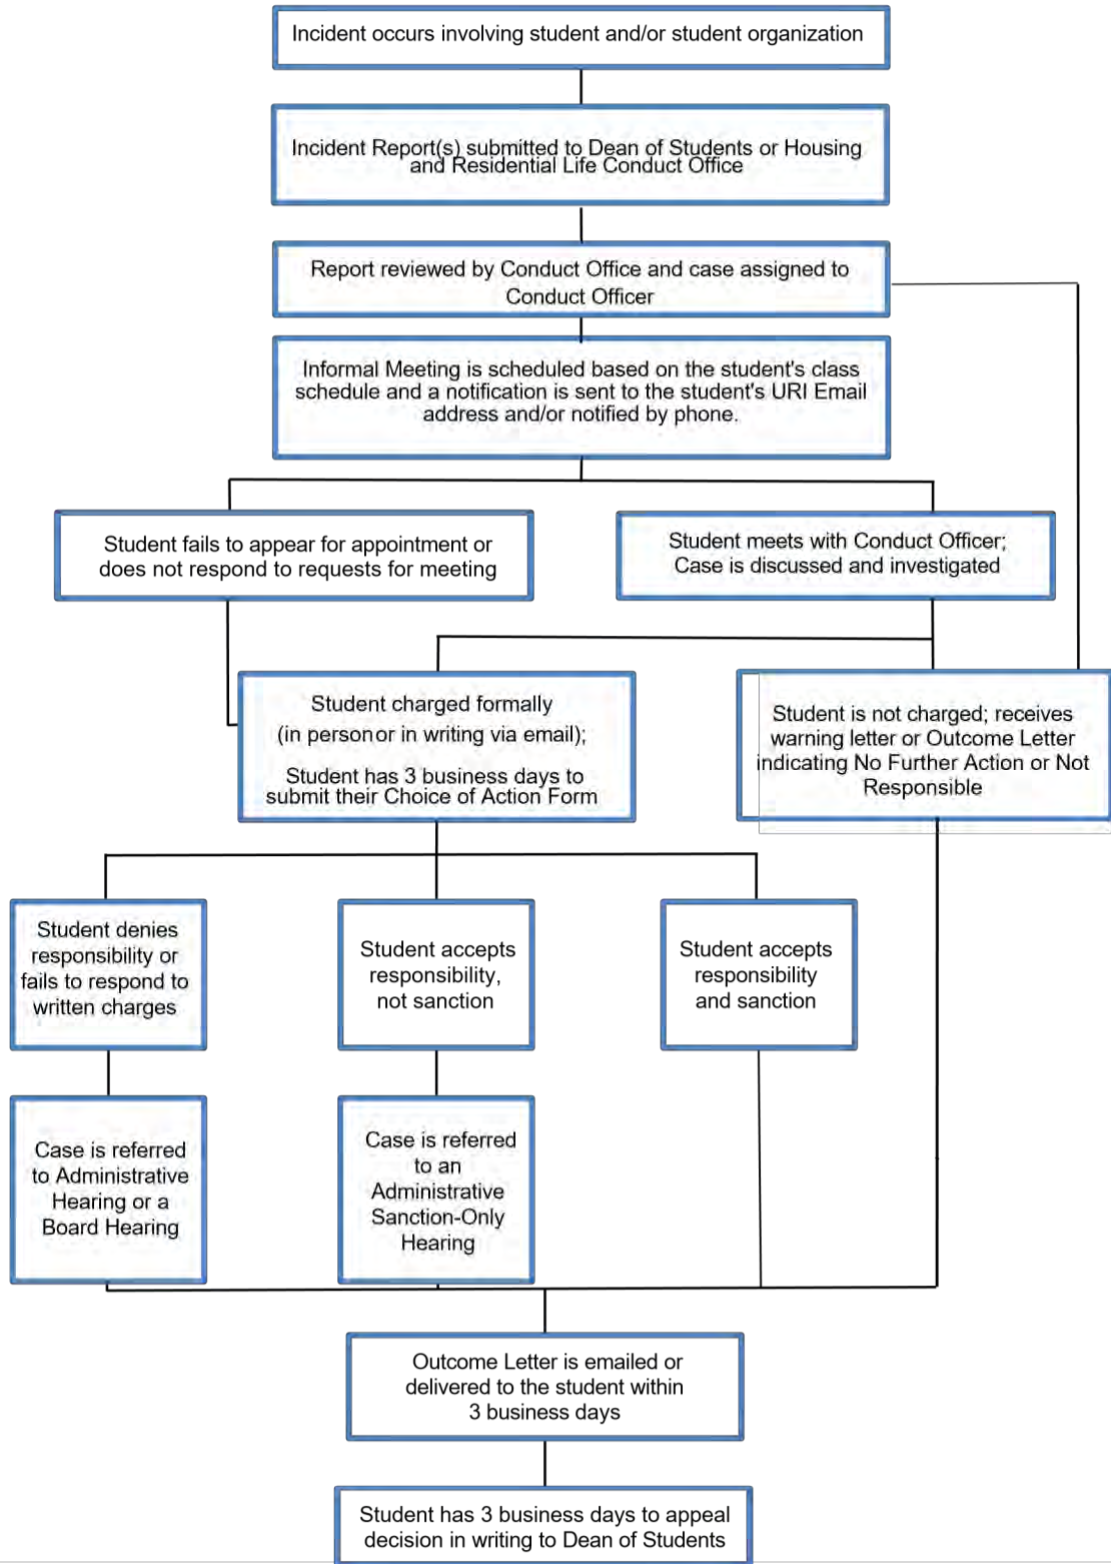 Incident occurs involving student and/or student organization
Incident Report(s) submitted to Dean of Students or Housing
and Residential Life Conduct Office
Report reviewed by Conduct Office and case assigned to
Conduct Officer
Informal Meeting is scheduled based on the student's class
schedule and a notification is sent to the student's URI Email
address and/or notified by phone.
Student fails to appear for appointment or
does not respond to requests for meeting
Student meets with Conduct Officer;
Case is discussed and investigated
Student charged formally
(in person or in writing via email);
Student has 3 business days to
submit their Choice of Action Form
Student is not charged; receives
warning letter or Outcome Letter
indicating No Further Action or Not
Responsible
Student denies
responsibility or
fails to respond to
written charges
Student accepts
responsibility,
not sanction
Student accepts
responsibility
and sanction
Case is referred
to Administrative
Hearing or a
Board Hearing
Case is referred
to an
Administrative
Sanction-Only
Hearing
Outcome Letter is emailed or
delivered to the student within
3 business days
Student has 3 business days to appeal
decision in writing to Dean of Students